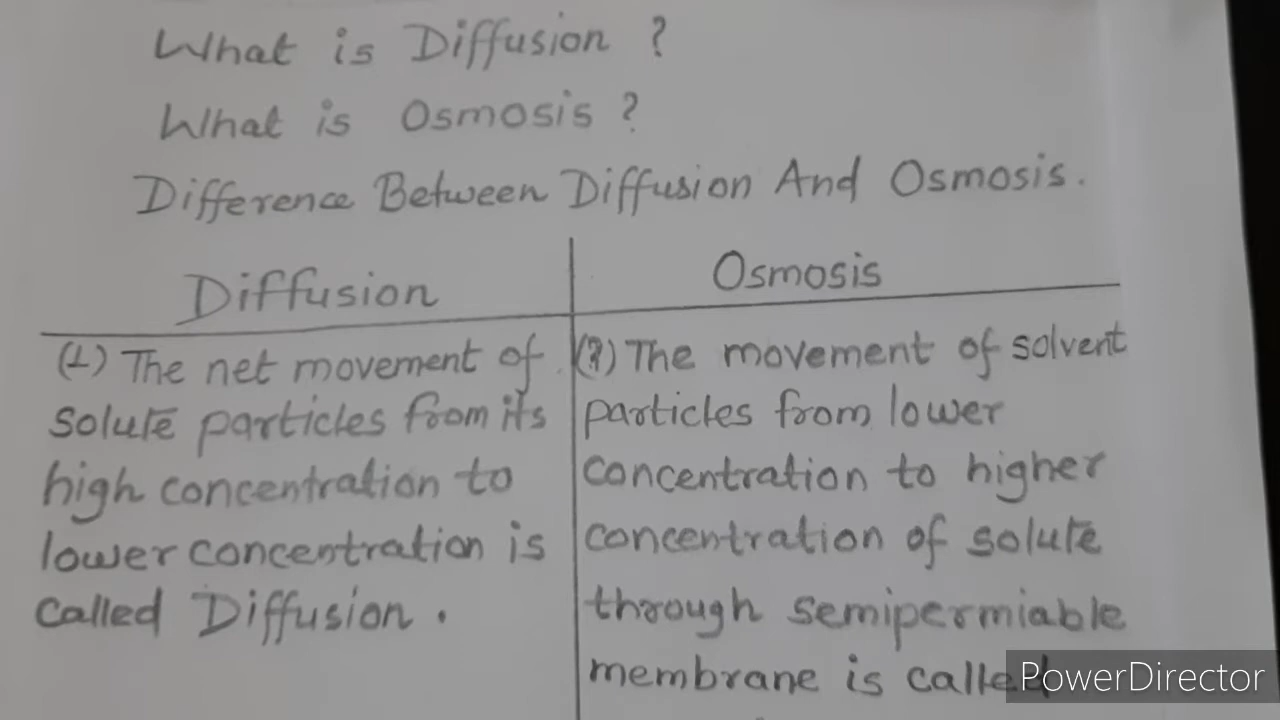 What is Diffusion ?
What is Osmosis ?
Difference Between Diffusion And Osmosis.
Diffusion
(1) The net movement of
solute particles from its
high concentration to
lower concentration is
called Diffusion .
Osmosis
The movement of solvent
particles from lower
concentration to higher
concentration of solute
through semipermiable
membrane is called
PowerDirector